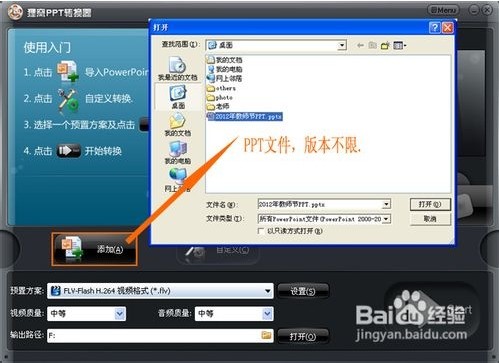 狸窝PPT转换器
Menu
使用入门
1. 点击 导入PowerPoin
2. 点击 自定义转换.
3. 选择一个预置方案及点击
4. 点击 开始转换
打开
查找范围(I): 桌面
我最近的文档
桌面
我的文档
我的电脑
网上邻居
我的文档
我的电脑
网上邻居
others
photo
老师
2012年教师节PPT.pptx
PPT文件，版本不限.
文件名(N): 2012年教师节PPT.pptx 打开(O)
文件类型(T): 所有PowerPoint文件(PowerPoint 2000-20 取消
以只读方式打开(R)
添加(A)
自定义(C)
预置方案: FLV-Flash H.264 视频格式 (*.flv) 设置(S)
视频质量: 中等 音频质量: 中等
输出路径: F: 打开(O)
Start
Baidu 经验
jingyan.baidu.com